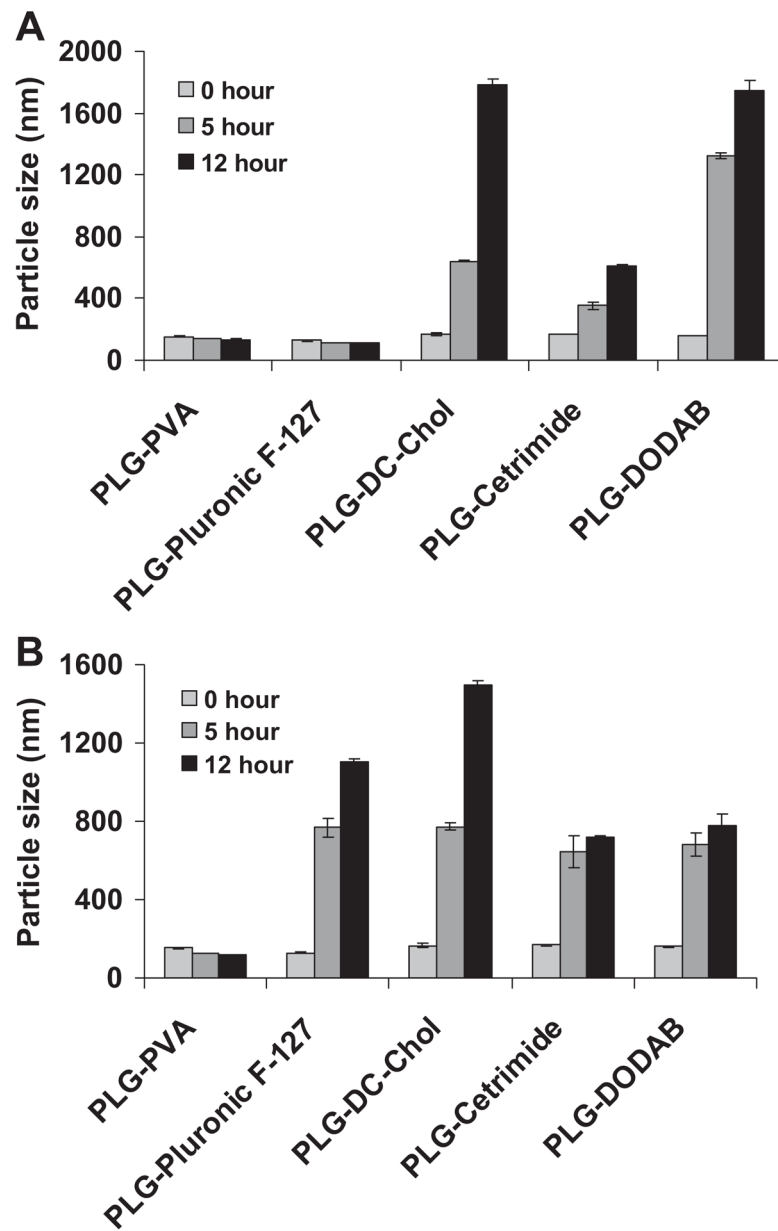 A
Particle size (nm)
2000
1600
1200
800
400
0
0 hour
5 hour
12 hour
PLG-PVA
PLG-Pluronic F-127
PLG-DC-Chol
PLG-Cetrimide
PLG-DODAB
B
Particle size (nm)
1600
1200
800
400
0
0 hour
5 hour
12 hour
PLG-PVA
PLG-Pluronic F-127
PLG-DC-Chol
PLG-Cetrimide
PLG-DODAB